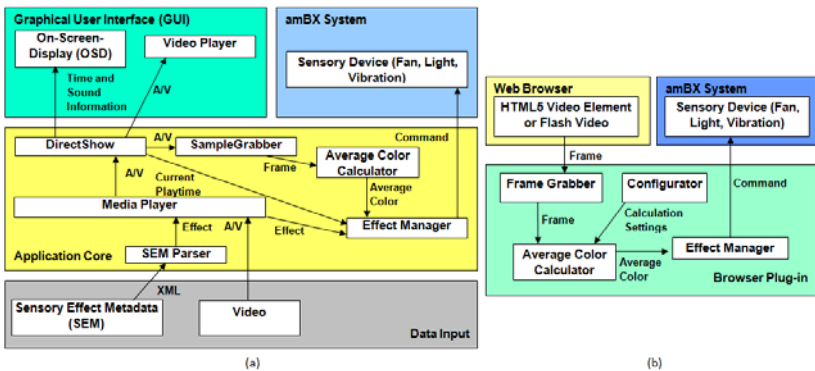 Graphical User Interface (GUI)
On-Screen-
Display (OSD)
Video Player
Time and
Sound
Information
A/V
amBX System
Sensory Device (Fan, Light,
Vibration)
Command
DirectShow
A/V
SampleGrabber
Frame
Average Color
Calculator
A/V
Current
Playtime
Average
Color
Media Player
Effect
A/V
Effect
Effect Manager
SEM Parser
Application Core
XML
Sensory Effect Metadata
(SEM)
Video
Data Input
(a)
Web Browser
HTML5 Video Element
or Flash Video
amBX System
Sensory Device (Fan,
Light, Vibration)
Frame
Command
Frame Grabber
Configurator
Frame
Calculation
Settings
Average Color
Calculator
Average
Color
Effect Manager
Browser Plug-in
(b)